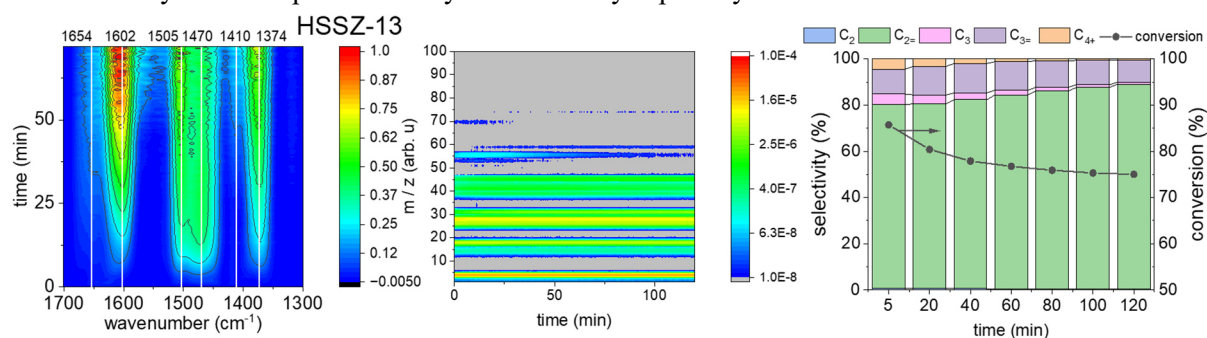 HSSZ-13
1654 1602 1505 1470 1410 1374
time (min)
50
25
0
1700 1600 1500 1400 1300
wavenumber (cm-1)
1.0
0.87
0.75
0.62
0.50
0.37
0.25
0.12
−0.0050
m / z (arb. u)
100
90
80
70
60
50
40
30
20
10
0 50 100
time (min)
1.0E-4
1.6E-5
2.5E-6
4.0E-7
6.3E-8
1.0E-8
C2 C2= C3 C3= C4+ conversion
selectivity (%)
100
80
60
40
20
0
5 20 40 60 80 100 120
time (min)
100
90
80
70
60
50
conversion (%)